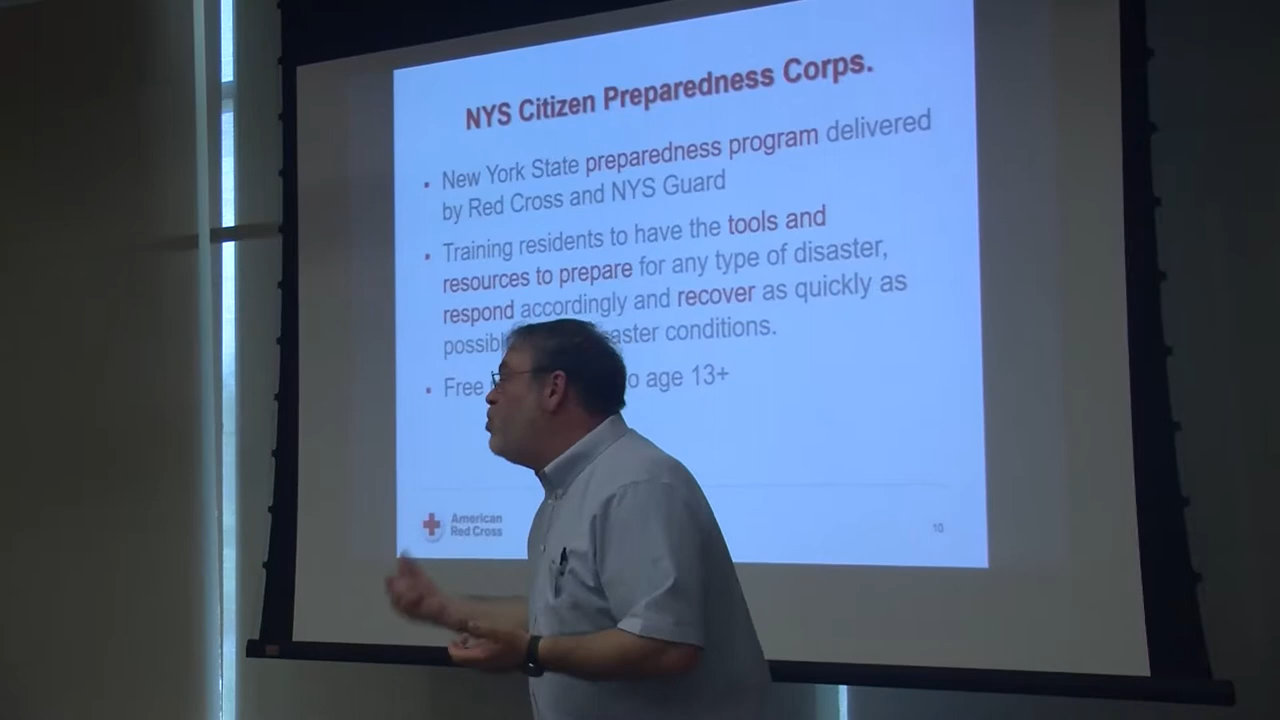 NYS Citizen Preparedness Corps.
• New York State preparedness program delivered
by Red Cross and NYS Guard
• Training residents to have the tools and
resources to prepare for any type of disaster,
respond accordingly and recover as quickly as
conditions.
• Free age 13+
American
Red Cross
10